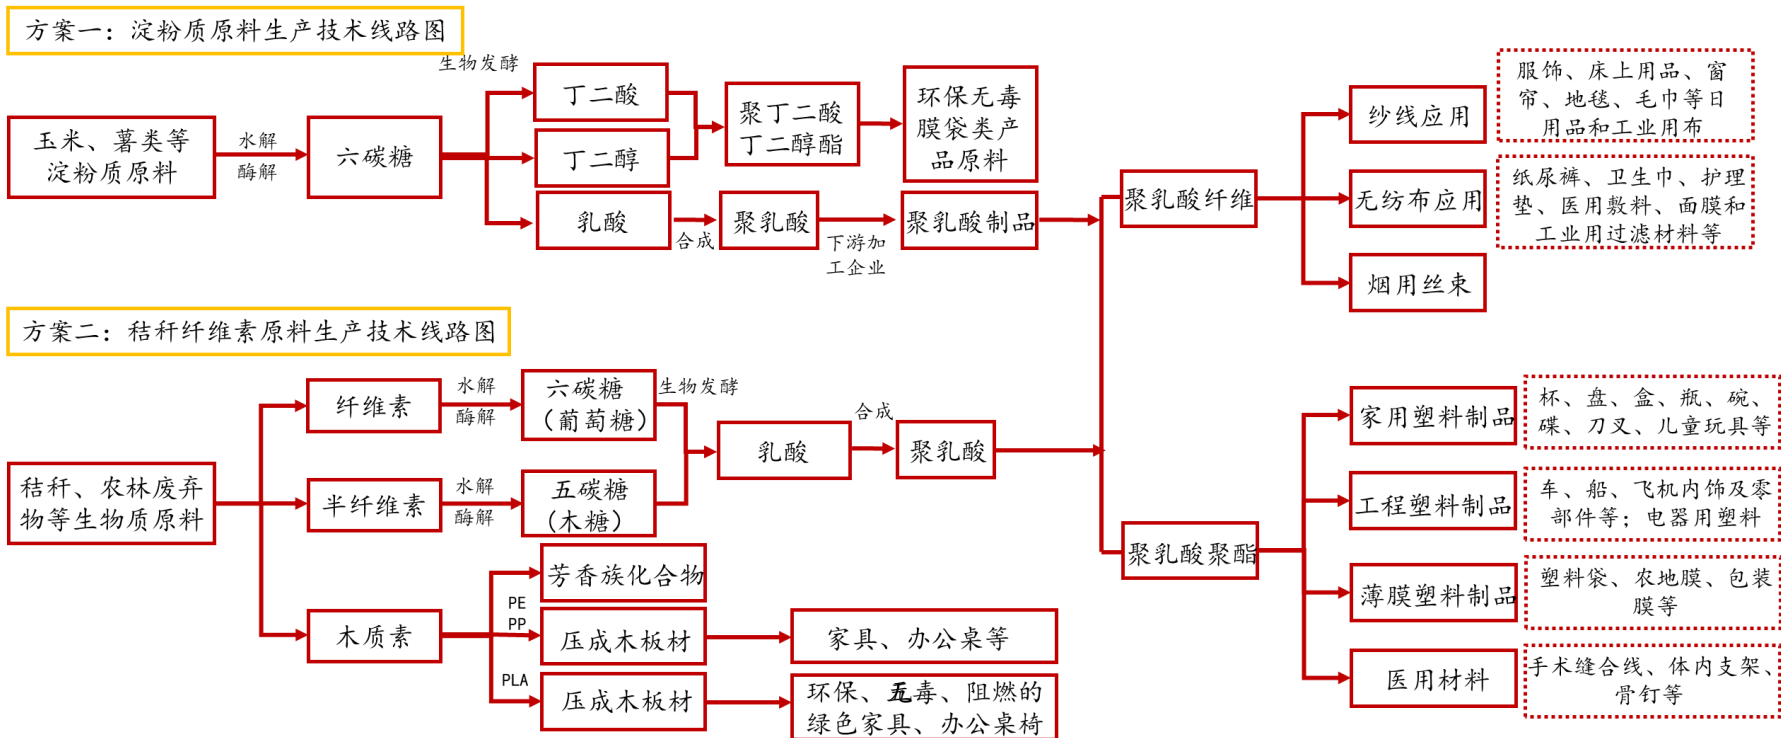 方案一：淀粉质原料生产技术线路图
玉米、薯类等
淀粉质原料
水解
酶解
六碳糖
生物发酵
丁二酸
丁二醇
聚丁二酸
丁二醇酯
环保无毒
膜袋类产
品原料
乳酸
合成
聚乳酸
下游加
工企业
聚乳酸制品
方案二：秸秆纤维素原料生产技术线路图
秸秆、农林废弃
物等生物质原料
纤维素
水解
酶解
六碳糖
（葡萄糖）
生物发酵
半纤维素
水解
酶解
五碳糖
（木糖）
乳酸
合成
聚乳酸
木质素
芳香族化合物
PE
PP
压成木板材
家具、办公桌等
PLA
压成木板材
环保、无毒、阻燃的
绿色家具、办公桌椅
聚乳酸纤维
纱线应用
服饰、床上用品、窗
帘、地毯、毛巾等日
用品和工业用布
无纺布应用
纸尿裤、卫生巾、护理
垫、医用敷料、面膜和
工业用过滤材料等
烟用丝束
聚乳酸聚酯
家用塑料制品
杯、盘、盒、瓶、碗、
碟、刀叉、儿童玩具等
工程塑料制品
车、船、飞机内饰及零
部件等；电器用塑料
薄膜塑料制品
塑料袋、农地膜、包装
膜等
医用材料
手术缝合线、体内支架、
骨钉等